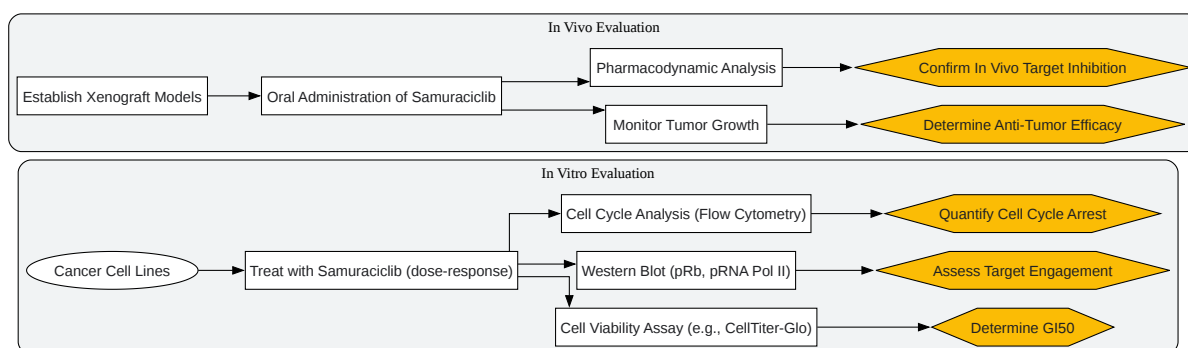 In Vivo Evaluation
Establish Xenograft Models
Oral Administration of Samuraciclib
Pharmacodynamic Analysis
Confirm In Vivo Target Inhibition
Monitor Tumor Growth
Determine Anti-Tumor Efficacy
In Vitro Evaluation
Cancer Cell Lines
Treat with Samuraciclib (dose-response)
Cell Cycle Analysis (Flow Cytometry)
Quantify Cell Cycle Arrest
Western Blot (pRb, pRNA Pol II)
Assess Target Engagement
Cell Viability Assay (e.g., CellTiter-Glo)
Determine GI50